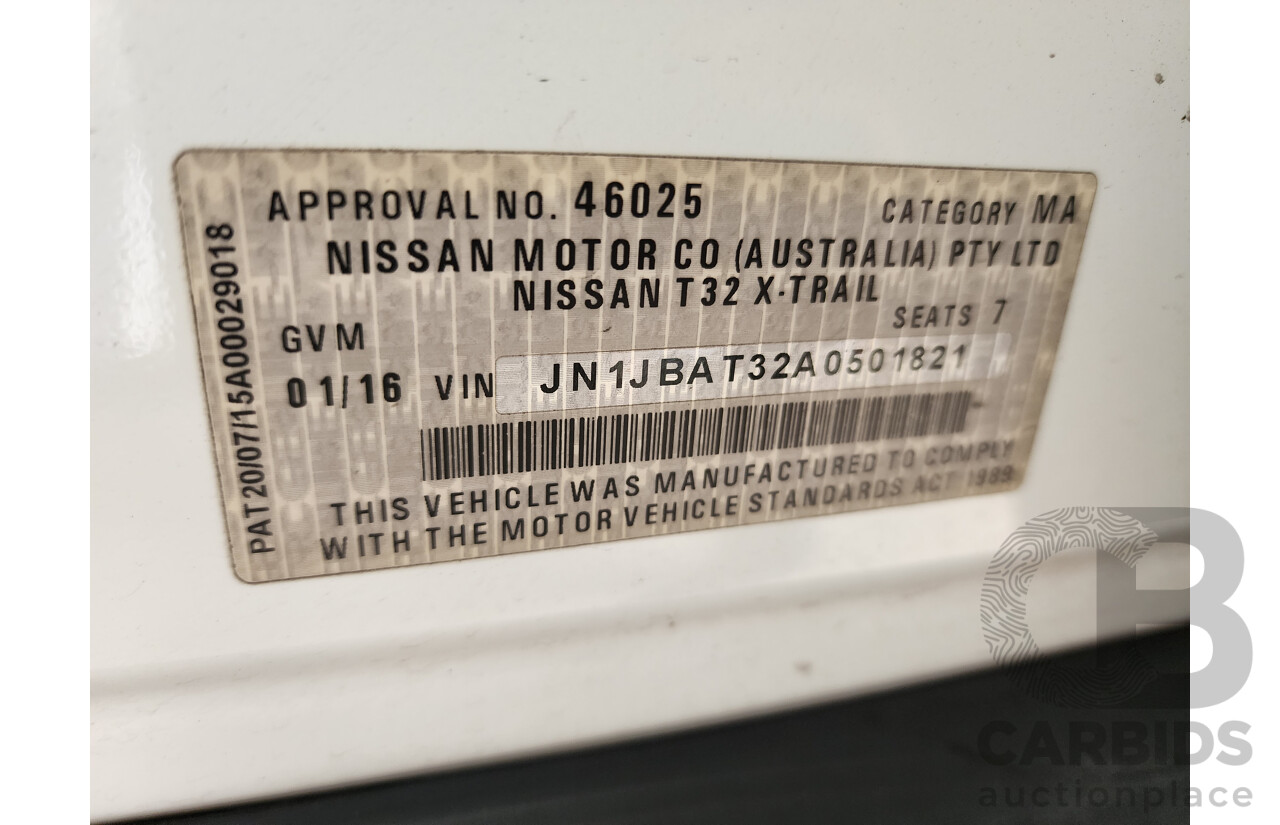 APPROVAL NO. 46025 CATEGORY MA
NISSAN MOTOR CO (AUSTRALIA) PTY LTD
NISSAN T32 X-TRAIL
GVM SEATS 7
01/16 VIN JN1JBAT32A0501821
THIS VEHICLE WAS MANUFACTURED TO COMPLY
WITH THE MOTOR VEHICLE STANDARDS ACT 1989
PAT20/07/15A00029018
CB
CARBIDS
auctionplace